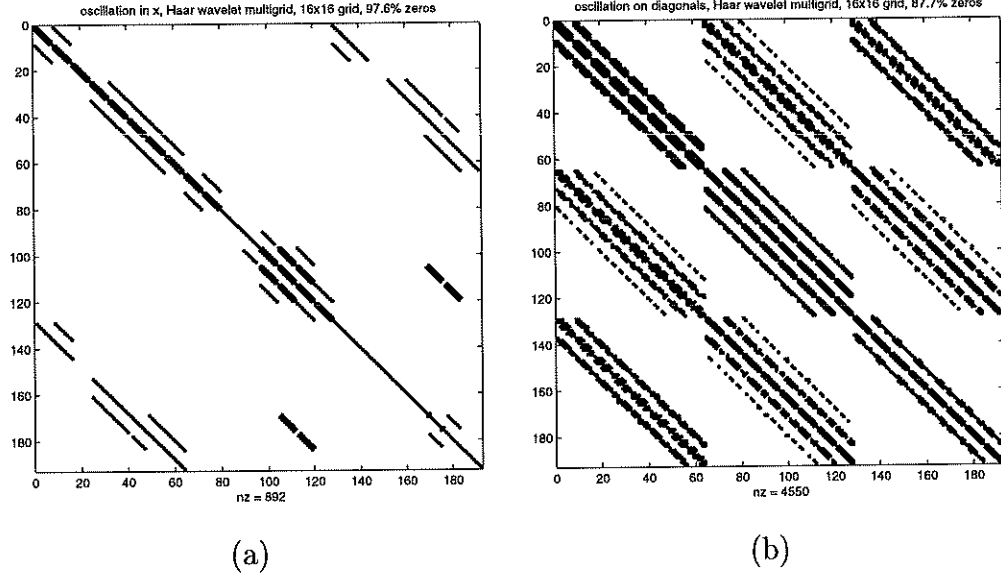 oscillation in x, Haar wavelet multigrid, 16x16 grid, 97.6% zeros
0
20
40
60
80
100
120
140
160
180
0 20 40 60 80 100 120 140 160 180
nz = 892
(a)
oscillation on diagonals, Haar wavelet multigrid, 16x16 grid, 87.7% zeros
0
20
40
60
80
100
120
140
160
180
0 20 40 60 80 100 120 140 160 180
nz = 4550
(b)